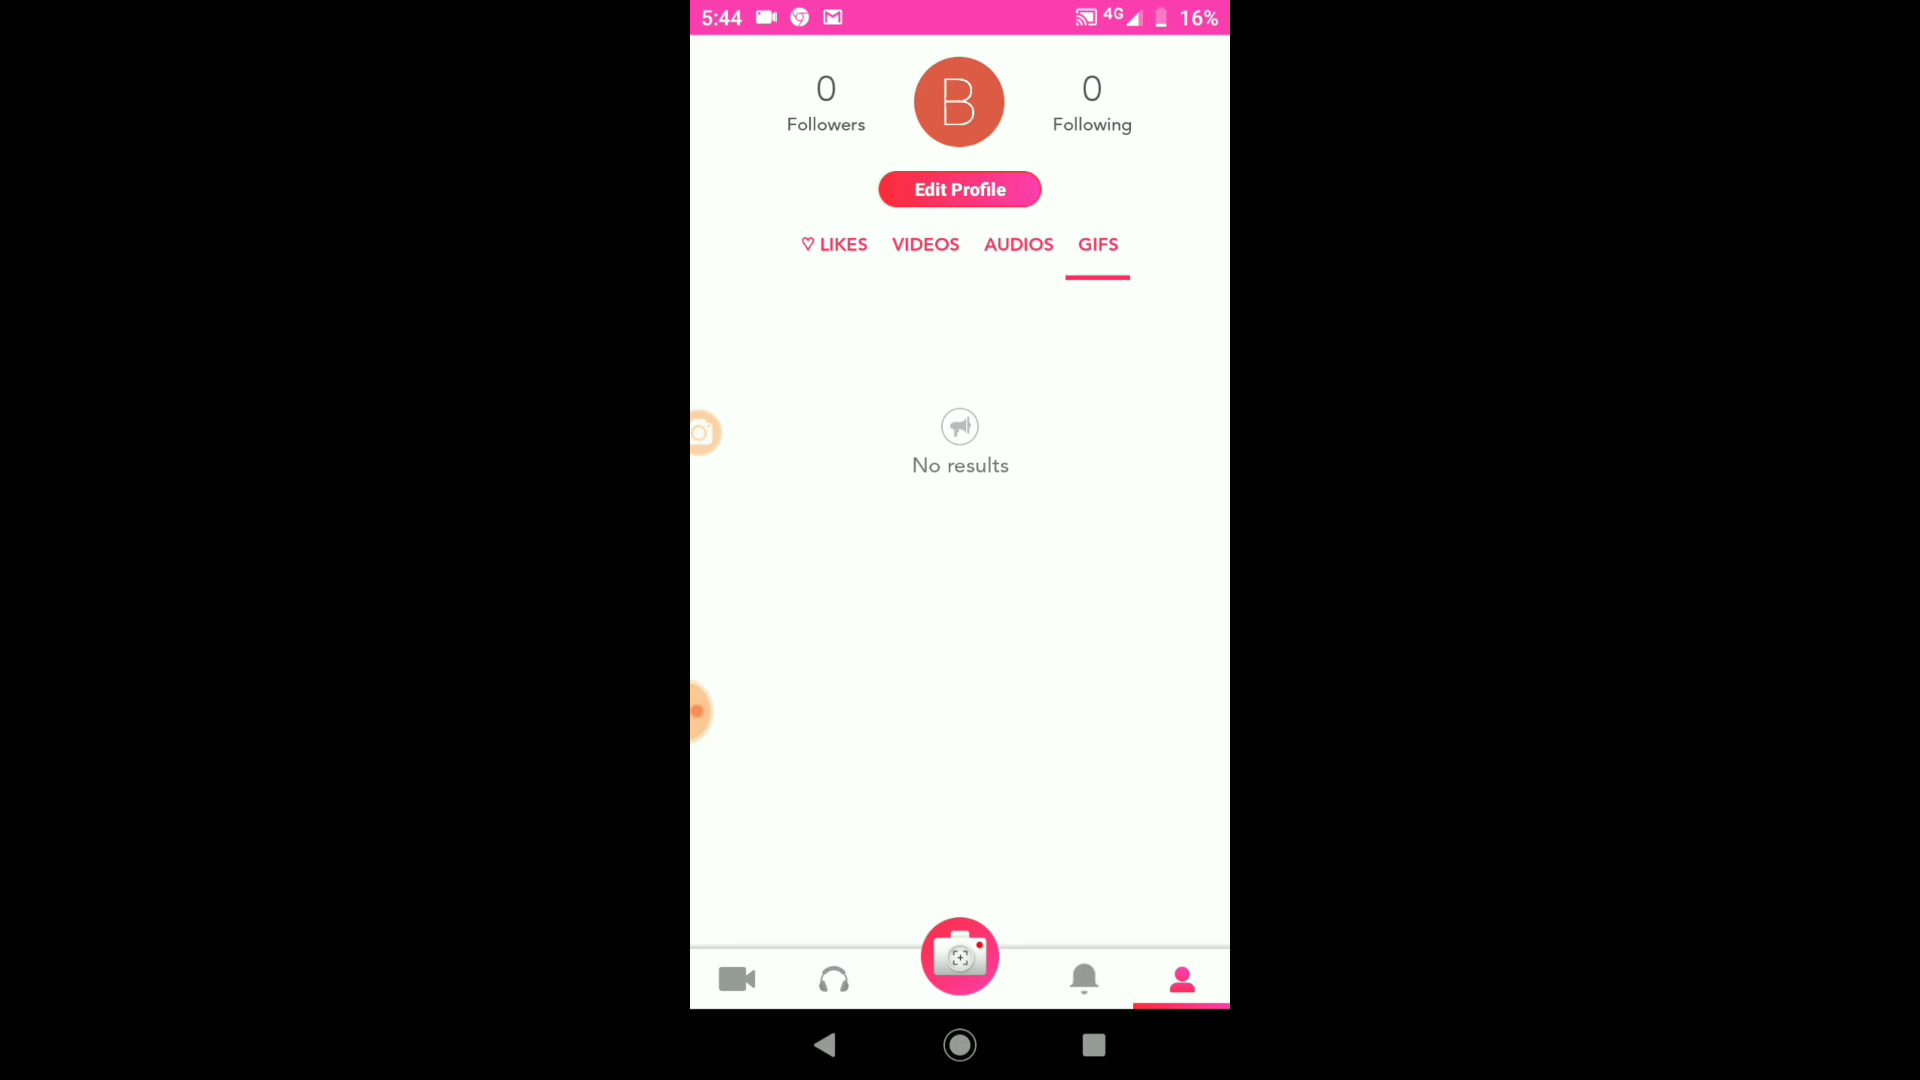 5:44 4G 16%
0 B 0
Followers Following
Edit Profile
♡ LIKES VIDEOS AUDIOS GIFS
No results